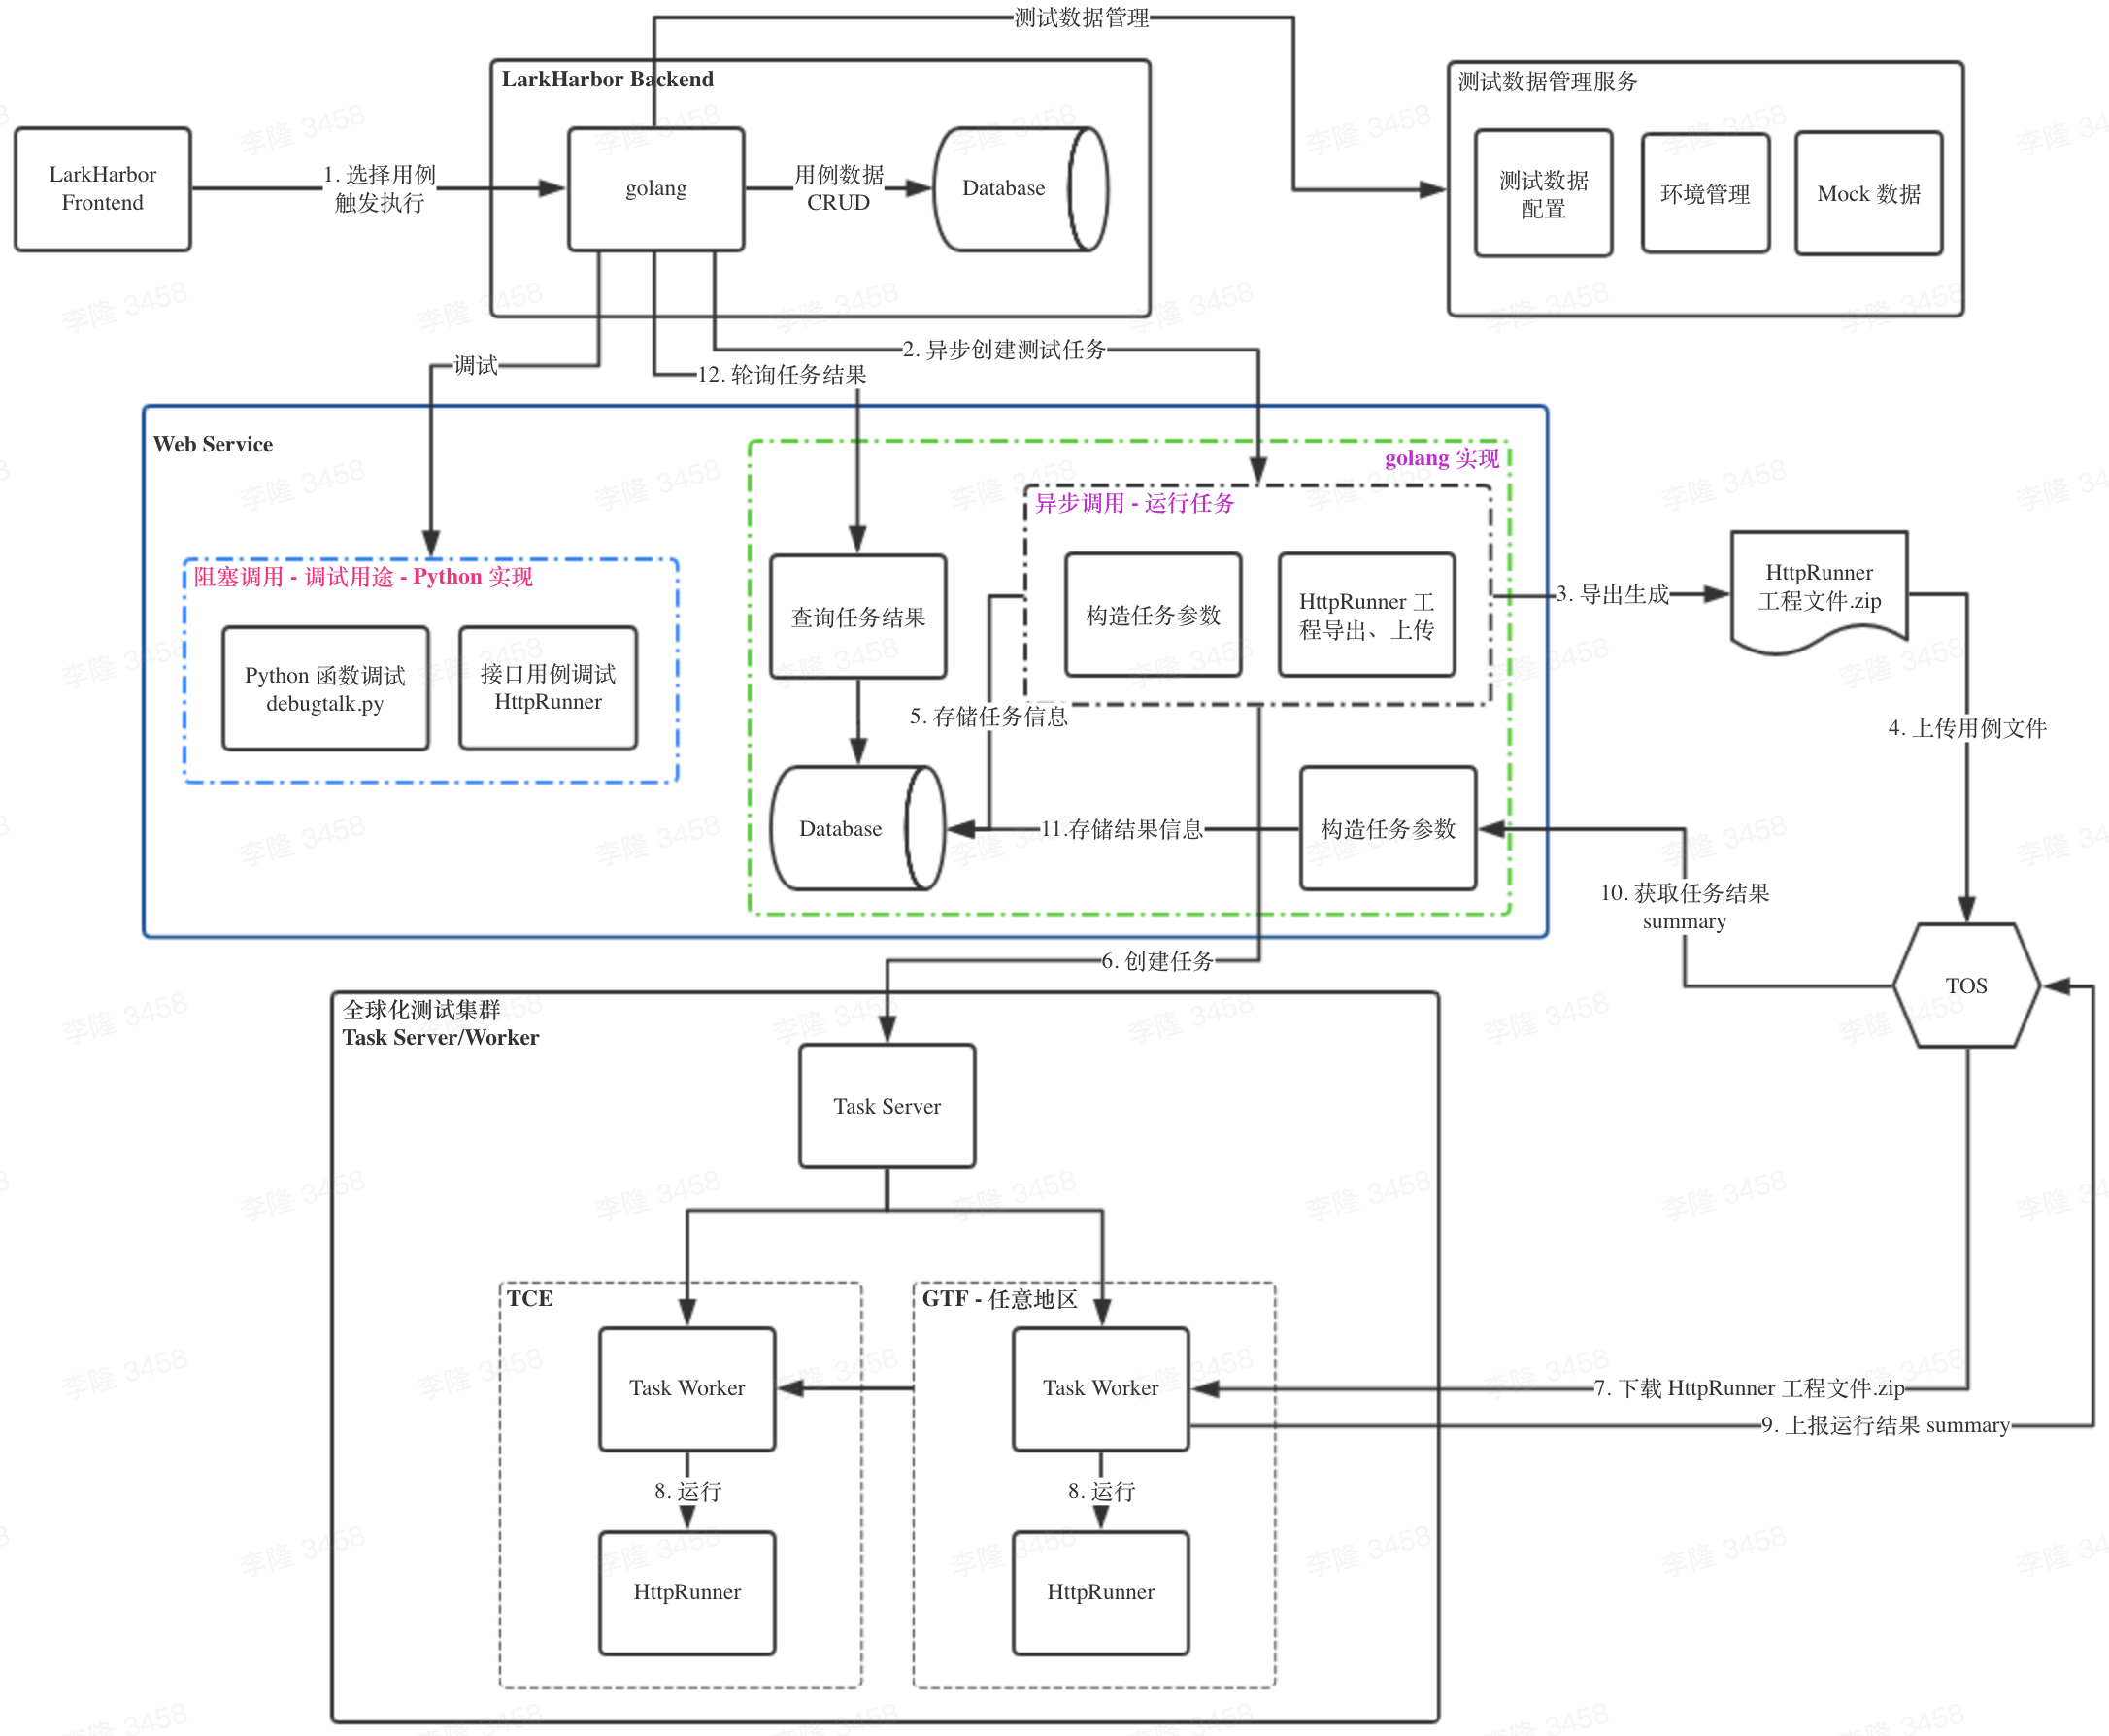 测试数据管理
LarkHarbor Backend
测试数据管理服务
LarkHarbor
Frontend
1. 选择用例
触发执行
golang
用例数据
CRUD
Database
测试数据
配置
环境管理
Mock 数据
2. 异步创建测试任务
调试
12. 轮询任务结果
Web Service
golang 实现
异步调用 - 运行任务
阻塞调用 - 调试用途 - Python 实现
Python 函数调试
debugtalk.py
接口用例调试
HttpRunner
查询任务结果
构造任务参数
HttpRunner 工
程导出、上传
3. 导出生成
HttpRunner
工程文件.zip
5. 存储任务信息
4. 上传用例文件
Database
11.存储结果信息
构造任务参数
10. 获取任务结果
summary
6. 创建任务
TOS
全球化测试集群
Task Server/Worker
Task Server
TCE
GTF - 任意地区
Task Worker
Task Worker
7. 下载 HttpRunner 工程文件.zip
9. 上报运行结果 summary
8. 运行
8. 运行
HttpRunner
HttpRunner
李隆 3458